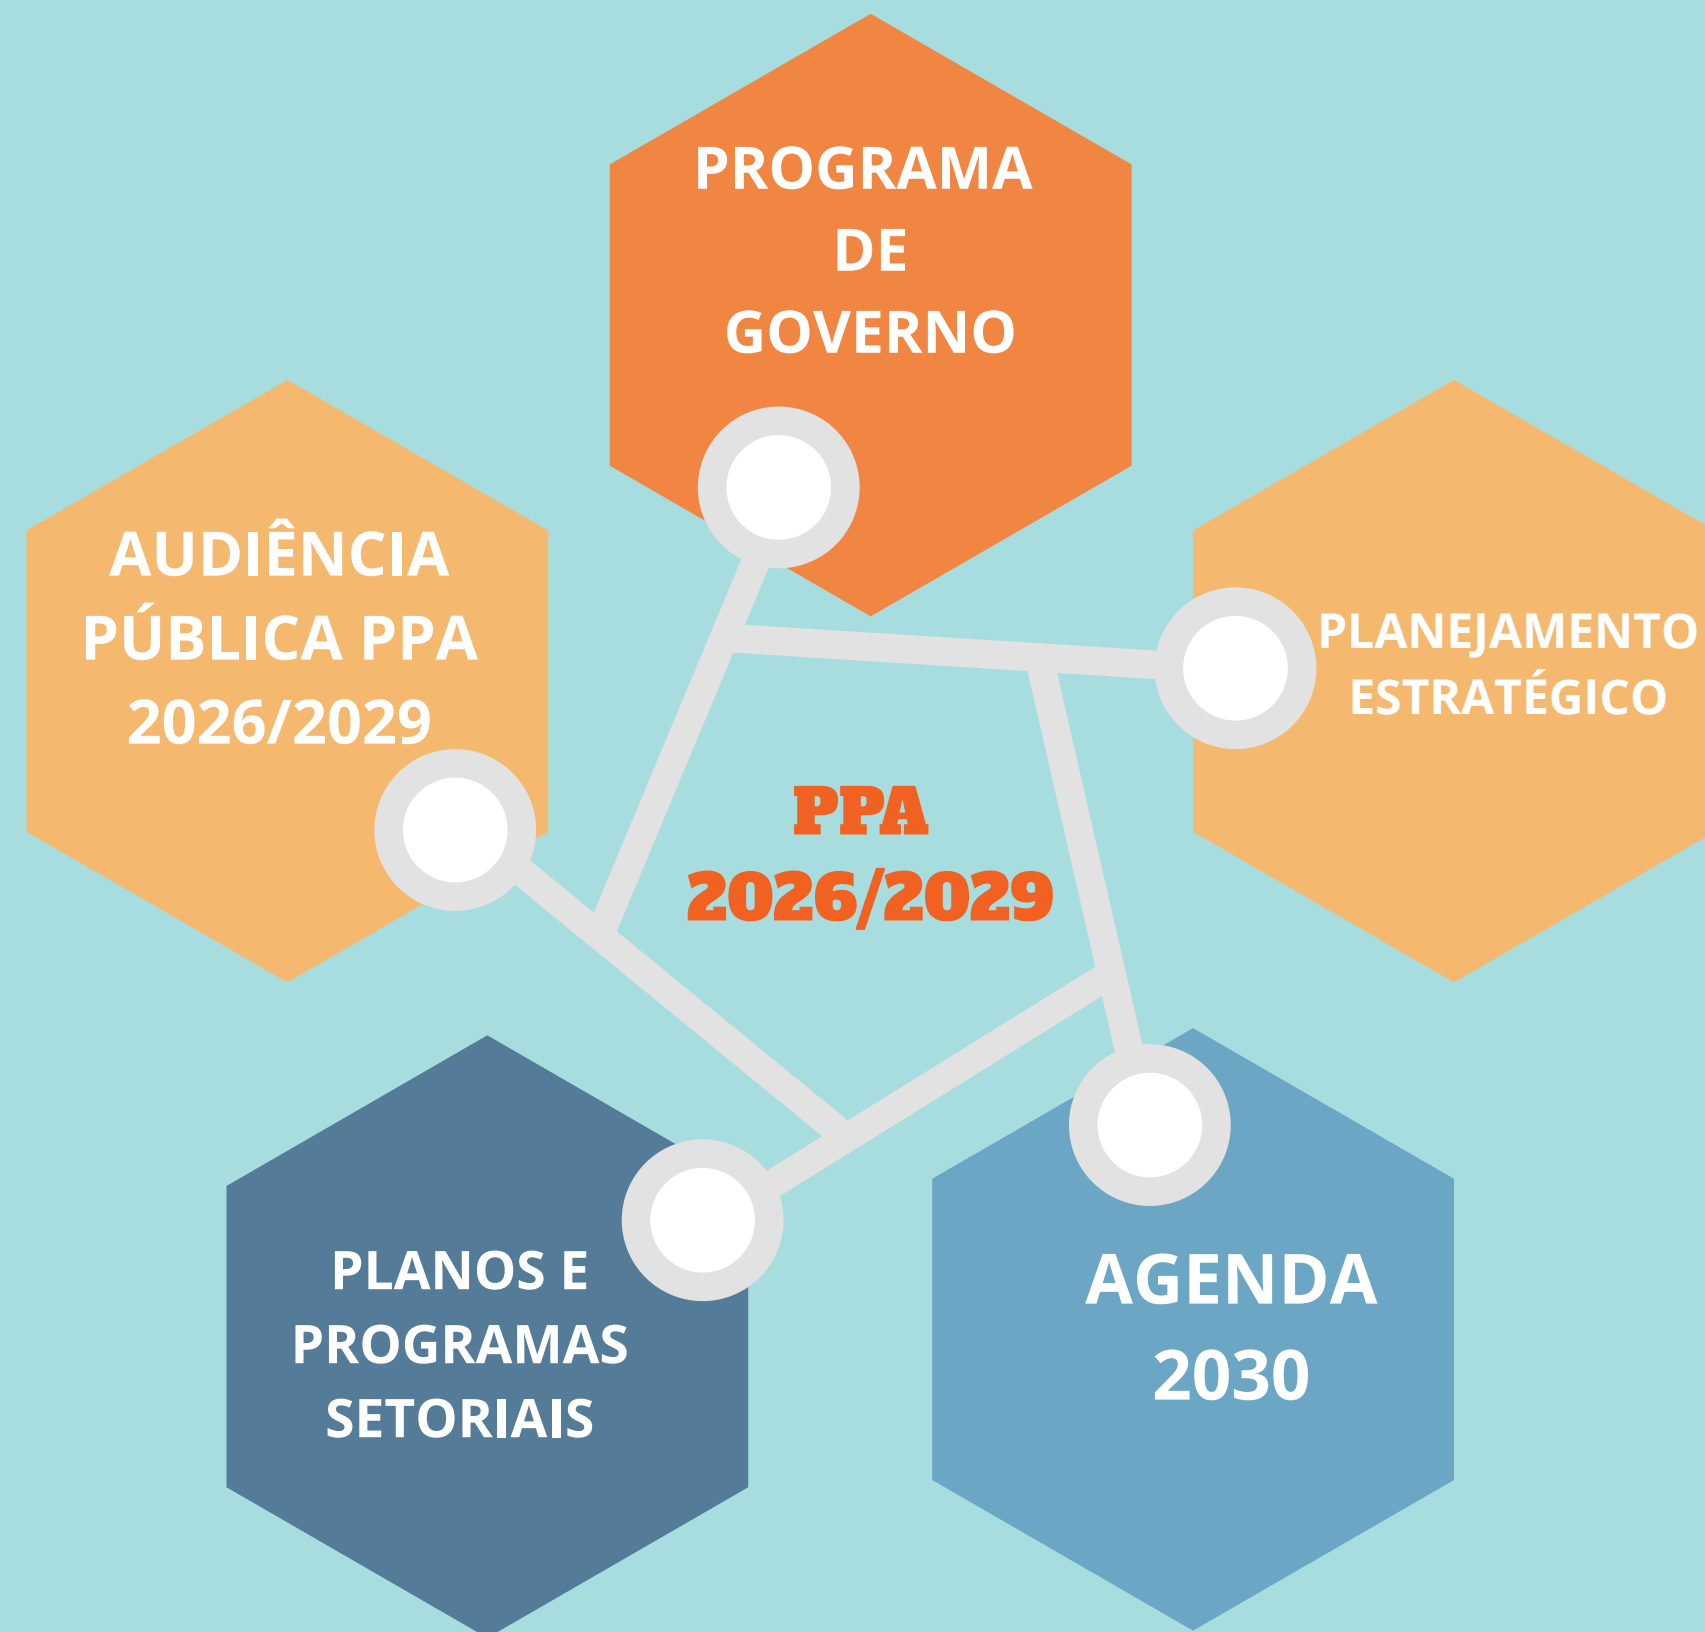 PROGRAMA
DE
GOVERNO
AUDIÊNCIA
PÚBLICA PPA
2026/2029
PLANEJAMENTO
ESTRATÉGICO
PPA
2026/2029
PLANOS E
PROGRAMAS
SETORIAIS
AGENDA
2030